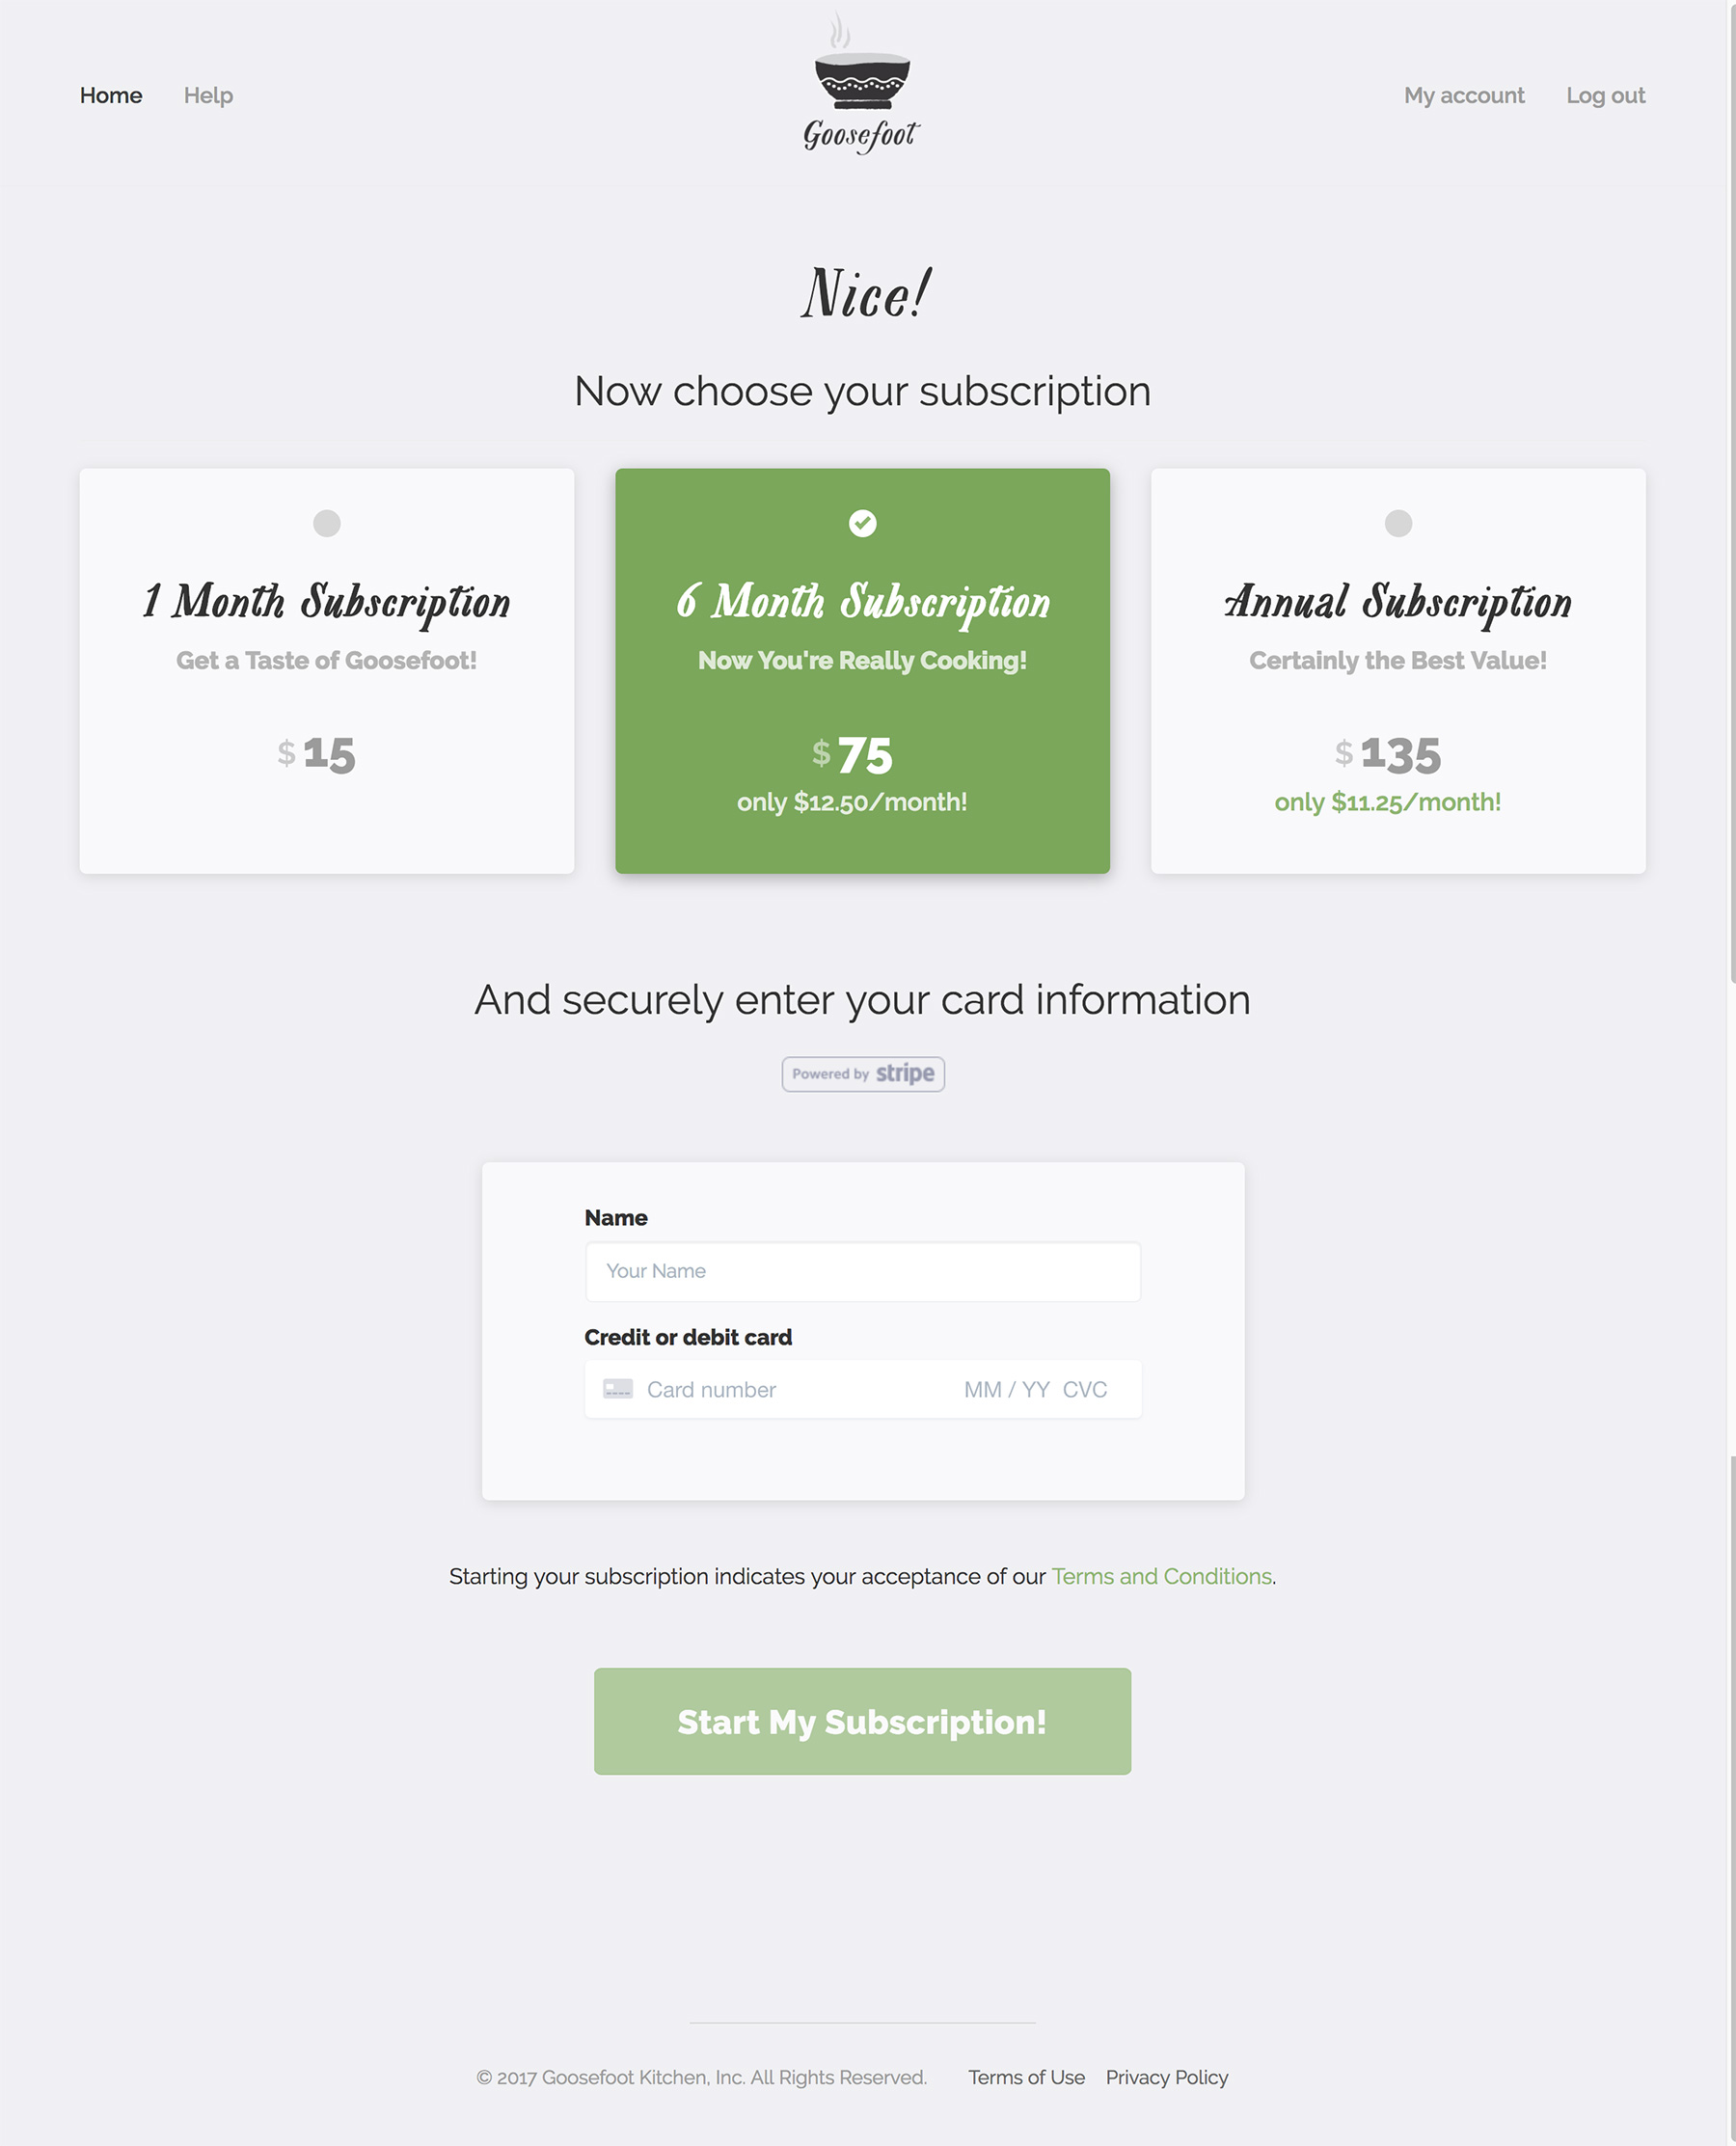 Home Help My account Log out
Goosefoot
Nice!
Now choose your subscription
1 Month Subscription
Get a Taste of Goosefoot!
$ 15
6 Month Subscription
Now You're Really Cooking!
$ 75
only $12.50/month!
Annual Subscription
Certainly the Best Value!
$ 135
only $11.25/month!
And securely enter your card information
Powered by stripe
Name
Your Name
Credit or debit card
Card number MM / YY CVC
Starting your subscription indicates your acceptance of our Terms and Conditions.
Start My Subscription!
© 2017 Goosefoot Kitchen, Inc. All Rights Reserved. Terms of Use Privacy Policy